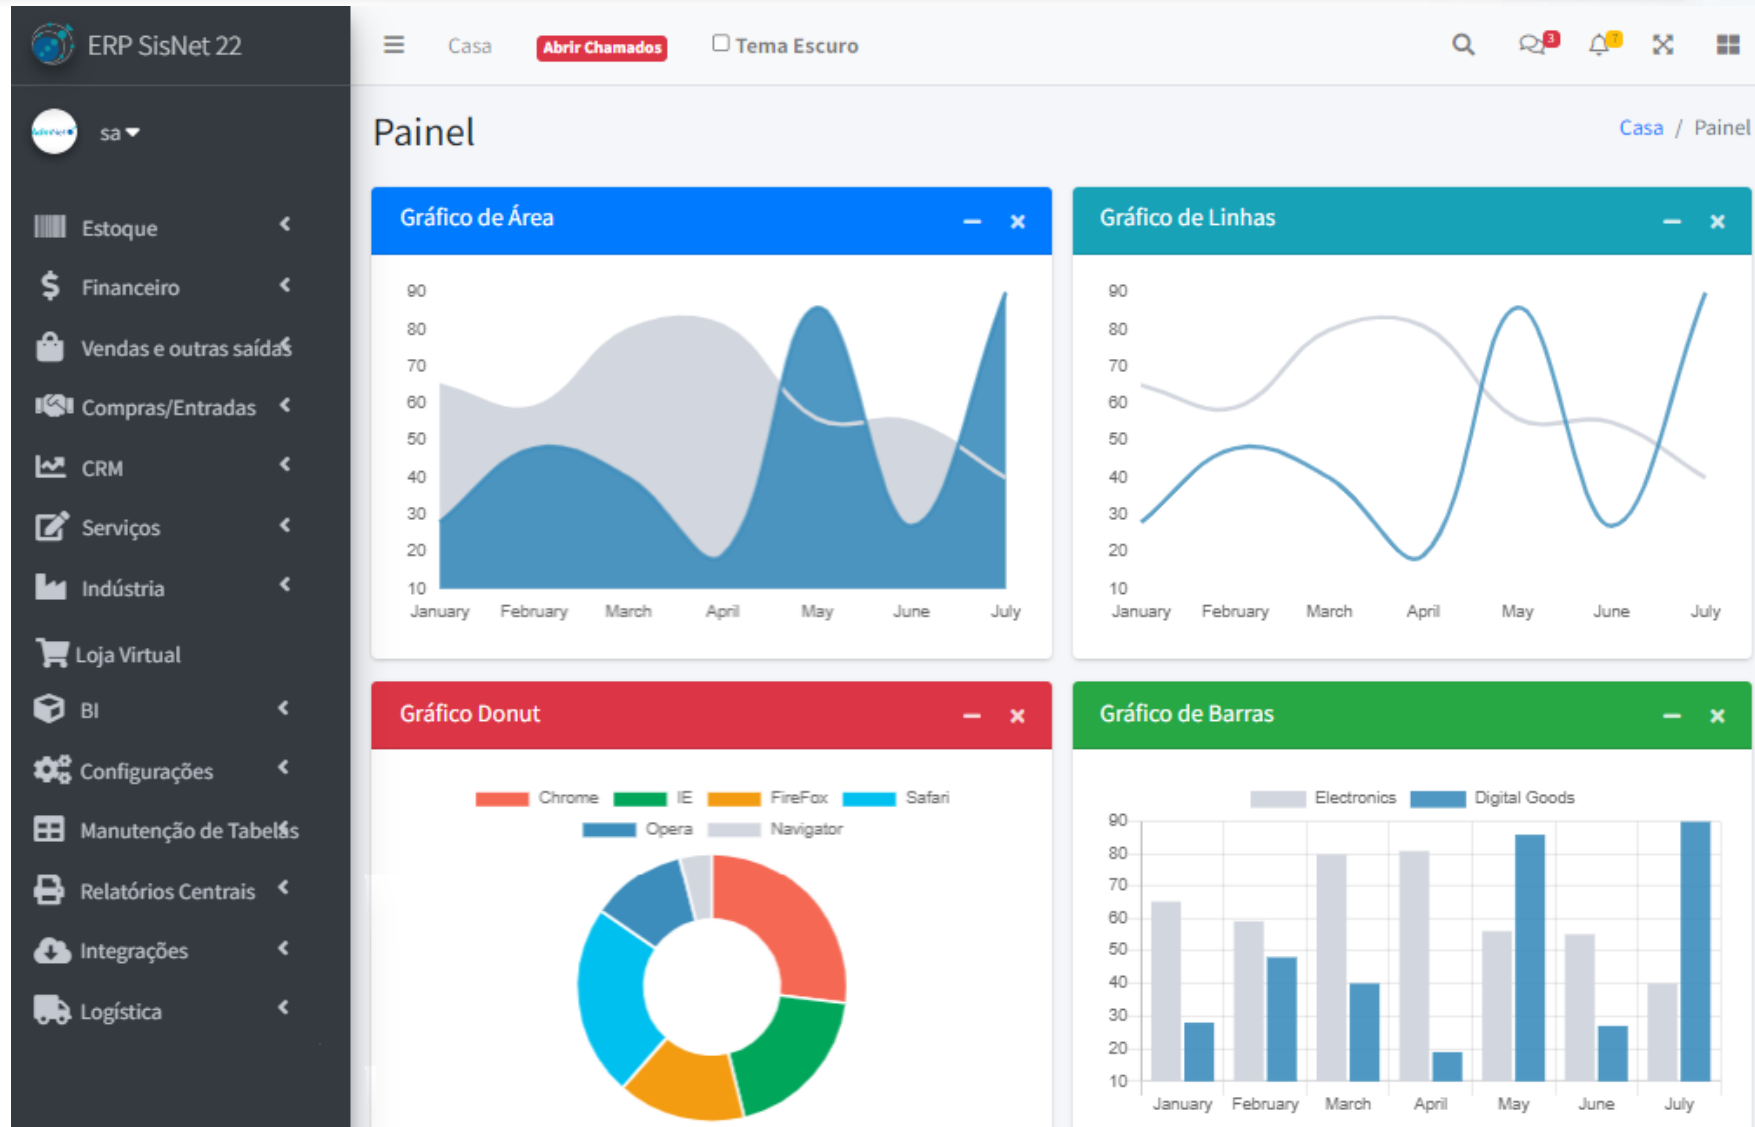 ERP SisNet 22
Casa
Abrir Chamados
Tema Escuro
3
7
sa
Painel
Casa / Painel
Estoque
Financeiro
Vendas e outras saídas
Compras/Entradas
CRM
Serviços
Indústria
Loja Virtual
BI
Configurações
Manutenção de Tabelas
Relatórios Centrais
Integrações
Logística
Gráfico de Área
90
80
70
60
50
40
30
20
10
January February March April May June July
Gráfico de Linhas
90
80
70
60
50
40
30
20
10
January February March April May June July
Gráfico Donut
Chrome IE FireFox Safari
Opera Navigator
Gráfico de Barras
Electronics Digital Goods
90
80
70
60
50
40
30
20
10
January February March April May June July